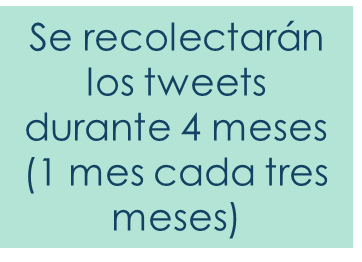 Se recolectarán
los tweets
durante 4 meses
(1 mes cada tres
meses)